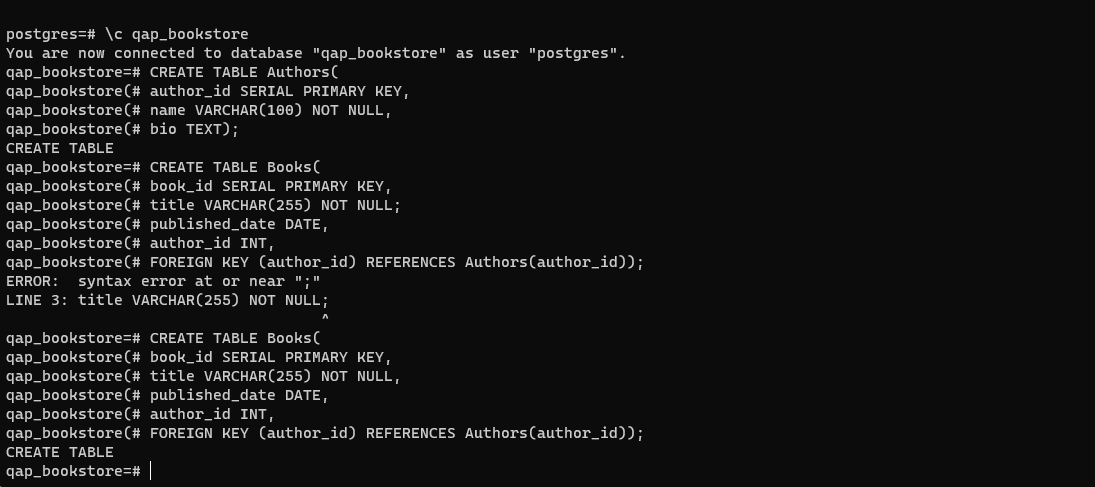 postgres=# \c qap_bookstore
You are now connected to database "qap_bookstore" as user "postgres".
qap_bookstore=# CREATE TABLE Authors(
qap_bookstore(# author_id SERIAL PRIMARY KEY,
qap_bookstore(# name VARCHAR(100) NOT NULL,
qap_bookstore(# bio TEXT);
CREATE TABLE
qap_bookstore=# CREATE TABLE Books(
qap_bookstore(# book_id SERIAL PRIMARY KEY,
qap_bookstore(# title VARCHAR(255) NOT NULL;
qap_bookstore(# published_date DATE,
qap_bookstore(# author_id INT,
qap_bookstore(# FOREIGN KEY (author_id) REFERENCES Authors(author_id));
ERROR:  syntax error at or near ";"
LINE 3: title VARCHAR(255) NOT NULL;
                                   ^
qap_bookstore=# CREATE TABLE Books(
qap_bookstore(# book_id SERIAL PRIMARY KEY,
qap_bookstore(# title VARCHAR(255) NOT NULL,
qap_bookstore(# published_date DATE,
qap_bookstore(# author_id INT,
qap_bookstore(# FOREIGN KEY (author_id) REFERENCES Authors(author_id));
CREATE TABLE
qap_bookstore=#